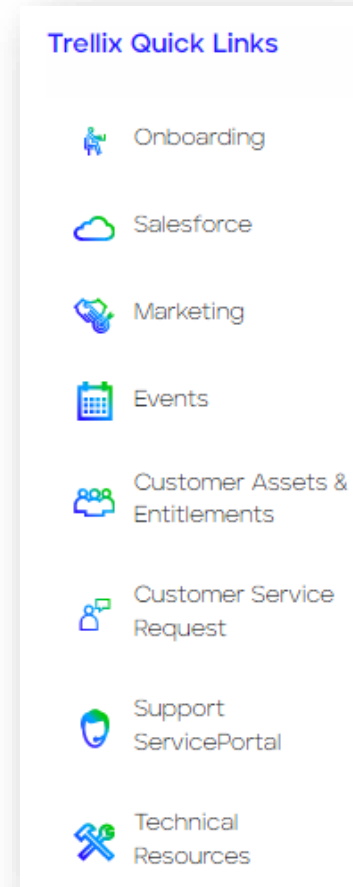 Trellix Quick Links
Onboarding
Salesforce
Marketing
Events
Customer Assets &
Entitlements
Customer Service
Request
Support
ServicePortal
Technical
Resources